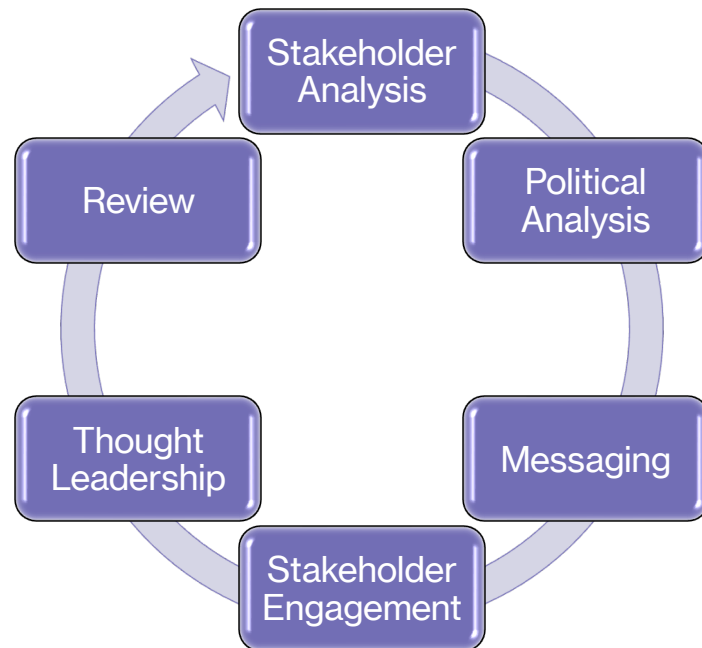 Stakeholder
Analysis
Political
Analysis
Messaging
Stakeholder
Engagement
Thought
Leadership
Review